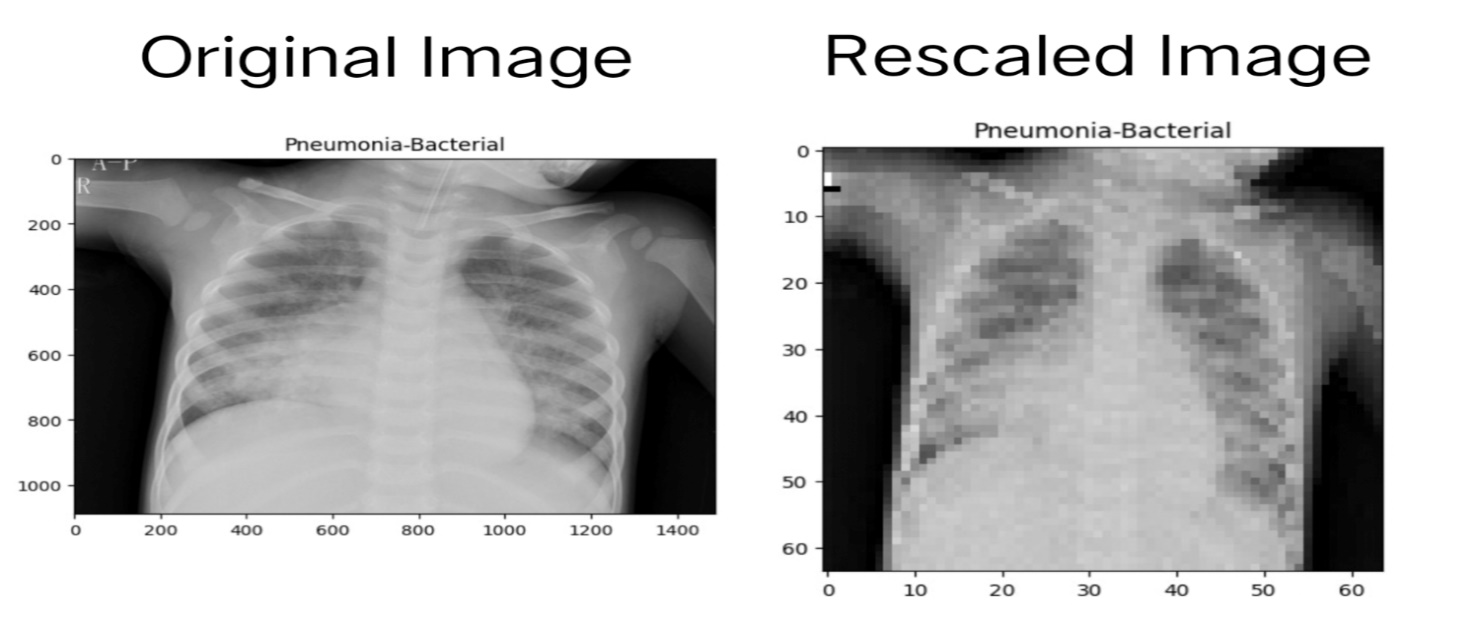 Original Image
Rescaled Image
Pneumonia-Bacterial
Pneumonia-Bacterial
A-P
R
0
200
400
600
800
1000
0 200 400 600 800 1000 1200 1400
0
10
20
30
40
50
60
0 10 20 30 40 50 60